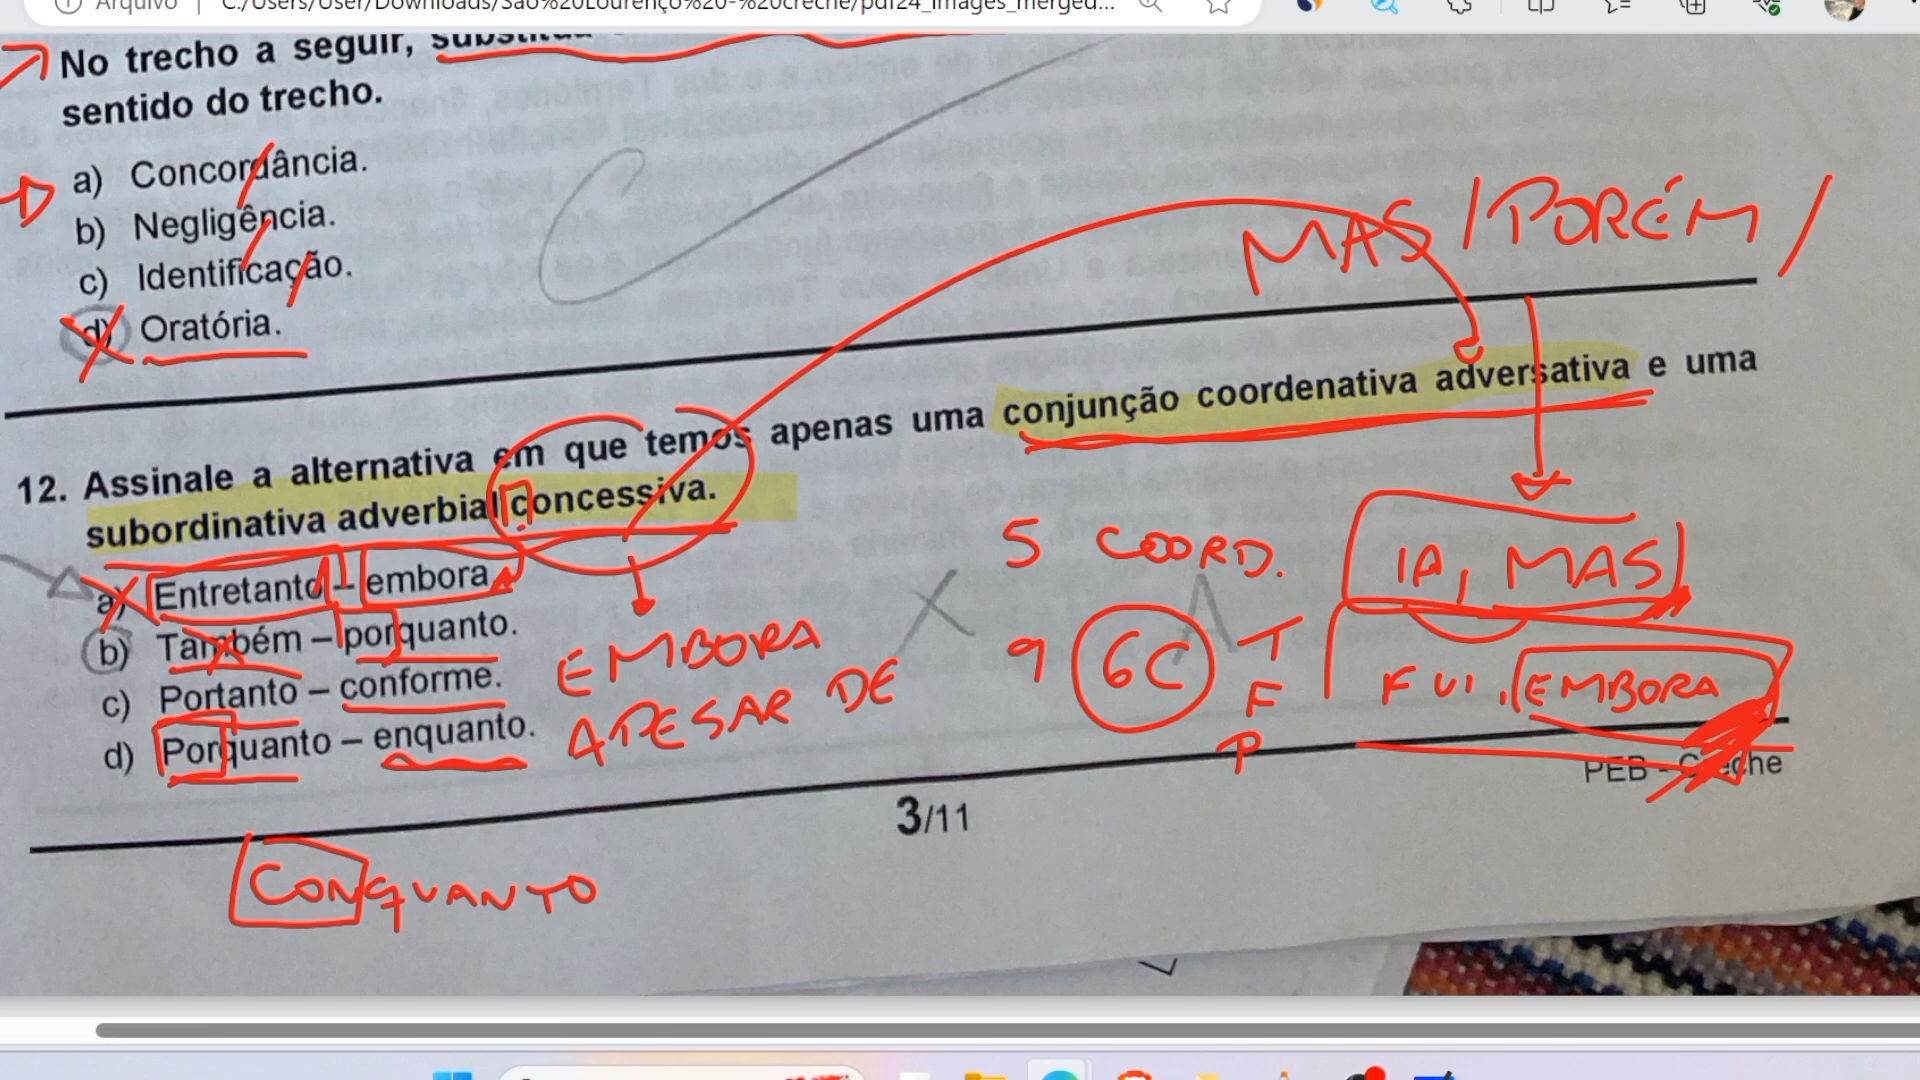 Arquivo | C:/Users/User/Downloads/São%20Lourenço%20-%20creche/pdf24_images_merged...
No trecho a seguir,
sentido do trecho.
a) Concordância.
b) Negligência.
c) Identificação.
d) Oratória.
MAS / PORÉM /
12. Assinale a alternativa em que temos apenas uma conjunção coordenativa adversativa e uma
subordinativa adverbial concessiva.
a) Entretanto – embora.
b) Também – porquanto.
c) Portanto – conforme.
d) Porquanto – enquanto.
EMBORA
APESAR DE
5 COORD.
9 6C T
F
P
X A
IA, MAS
FUI, EMBORA
PEB - Creche
3/11
CONQUANTO